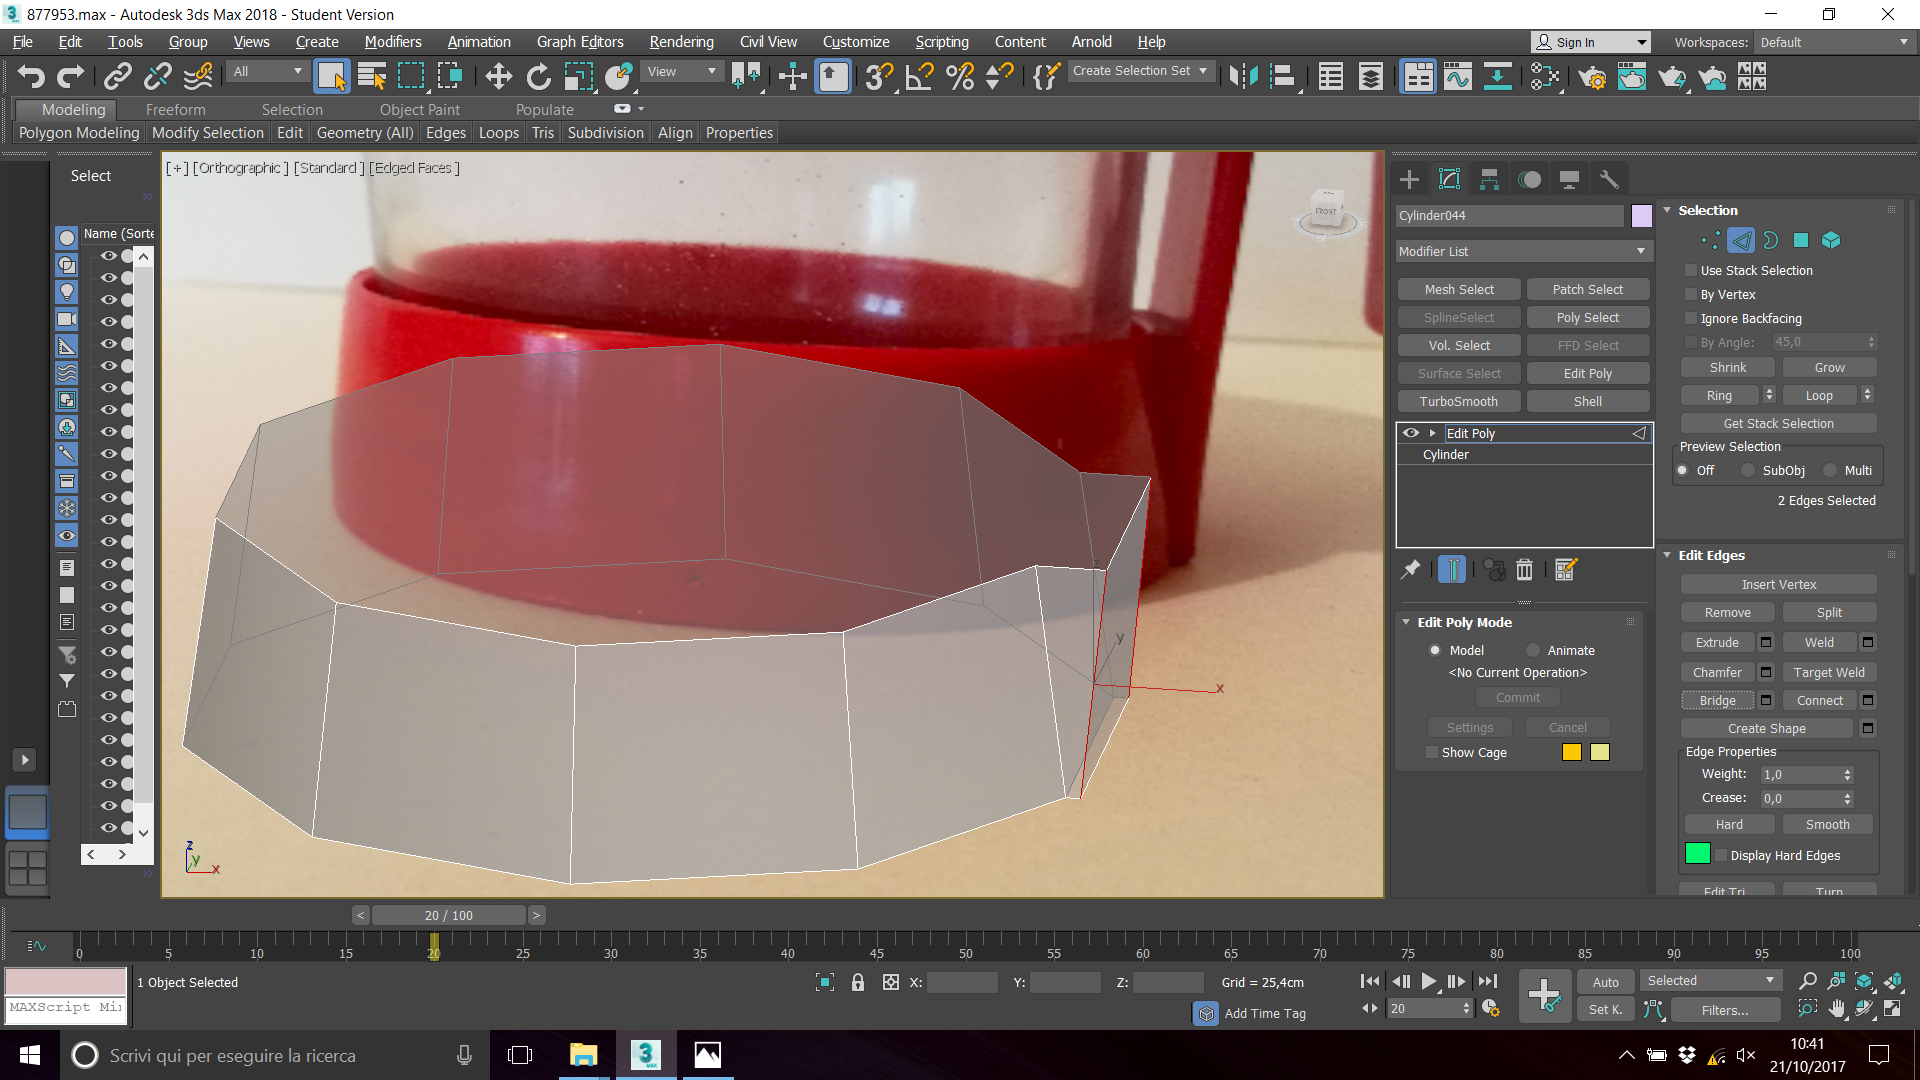 877953.max - Autodesk 3ds Max 2018 - Student Version
File Edit Tools Group Views Create Modifiers Animation Graph Editors Rendering Civil View Customize Scripting Content Arnold Help
Sign In Workspaces: Default
All View Create Selection Set
Modeling Freeform Selection Object Paint Populate
Polygon Modeling Modify Selection Edit Geometry (All) Edges Loops Tris Subdivision Align Properties
Select
Name (Sorte
[+] [Orthographic ] [Standard ] [Edged Faces ]
FRONT
z
y
x
z
y
x
Cylinder044
Modifier List
Mesh Select Patch Select
SplineSelect Poly Select
Vol. Select FFD Select
Surface Select Edit Poly
TurboSmooth Shell
Edit Poly
Cylinder
Edit Poly Mode
Model Animate
<No Current Operation>
Commit
Settings Cancel
Show Cage
Selection
Use Stack Selection
By Vertex
Ignore Backfacing
By Angle: 45,0
Shrink Grow
Ring Loop
Get Stack Selection
Preview Selection
Off SubObj Multi
2 Edges Selected
Edit Edges
Insert Vertex
Remove Split
Extrude Weld
Chamfer Target Weld
Bridge Connect
Create Shape
Edge Properties
Weight: 1,0
Crease: 0,0
Hard Smooth
Display Hard Edges
Edit Tri. Turn
< 20 / 100 >
0 5 10 15 20 25 30 35 40 45 50 55 60 65 70 75 80 85 90 95 100
1 Object Selected X: Y: Z: Grid = 25,4cm
MAXScript Mi
Add Time Tag
20
Auto Selected
Set K. Filters...
Scrivi qui per eseguire la ricerca
3 MAX
10:41
21/10/2017